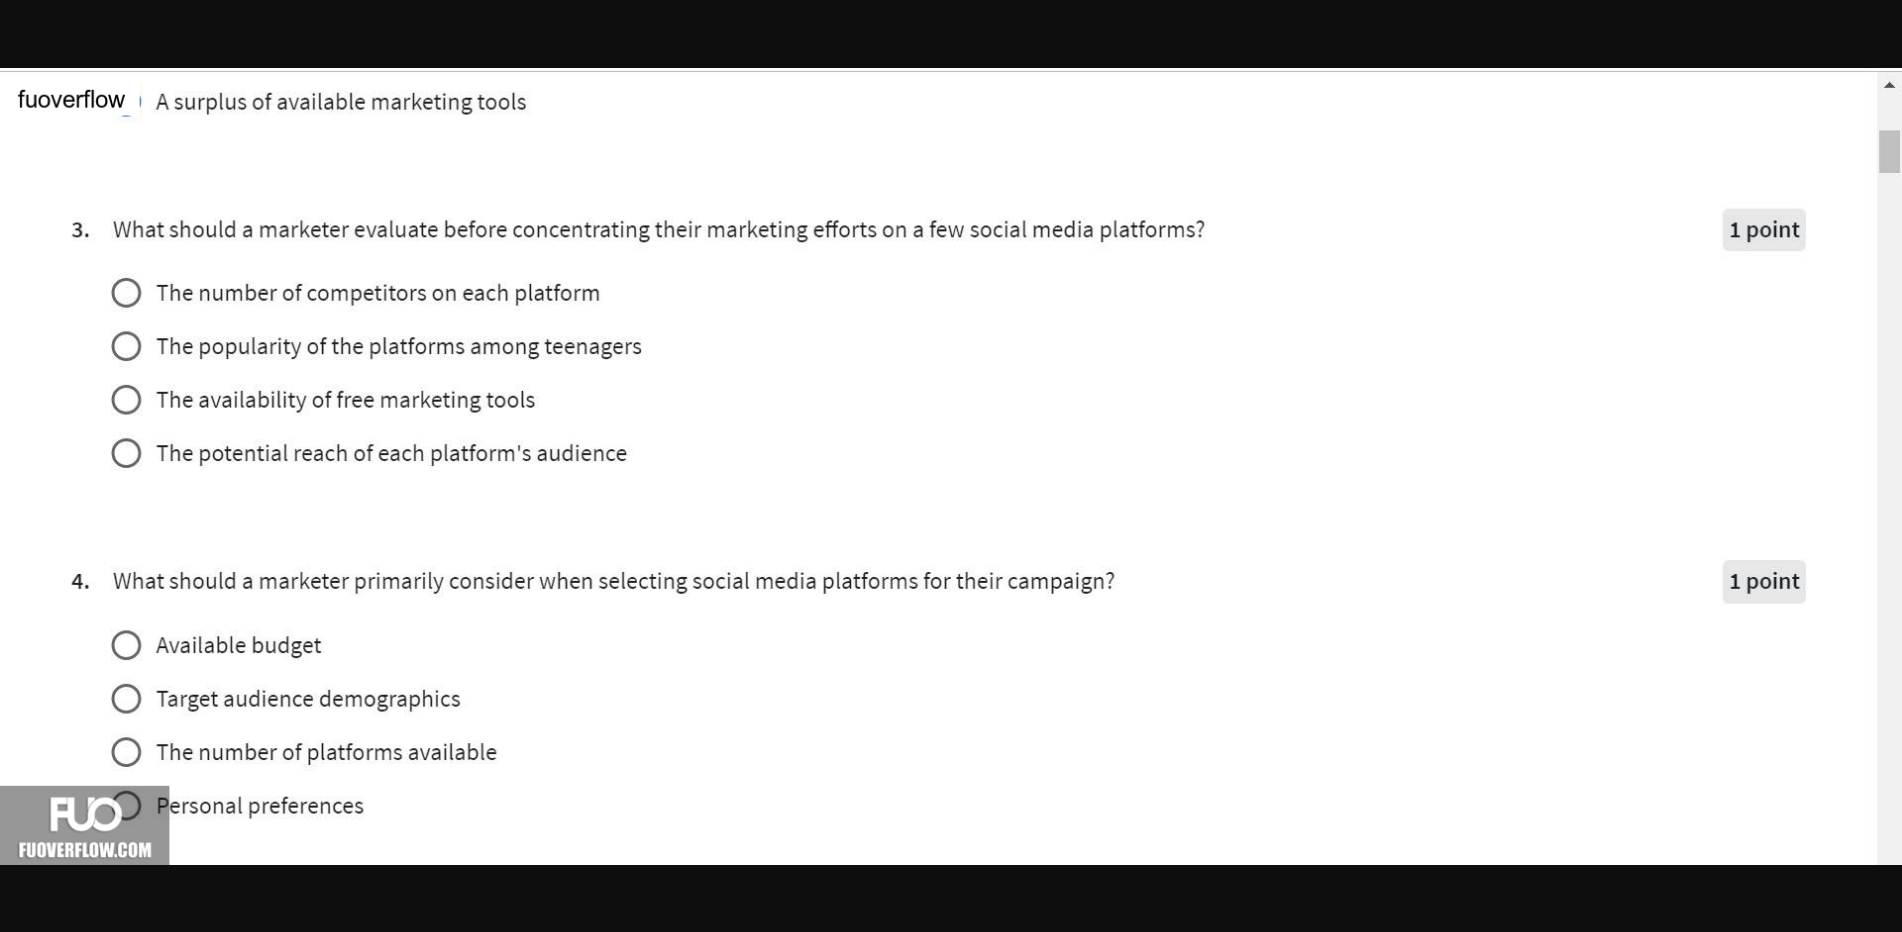 fuoverflow A surplus of available marketing tools
3. What should a marketer evaluate before concentrating their marketing efforts on a few social media platforms? 1 point
The number of competitors on each platform
The popularity of the platforms among teenagers
The availability of free marketing tools
The potential reach of each platform's audience
4. What should a marketer primarily consider when selecting social media platforms for their campaign? 1 point
Available budget
Target audience demographics
The number of platforms available
Personal preferences
FUO
FUOVERFLOW.COM